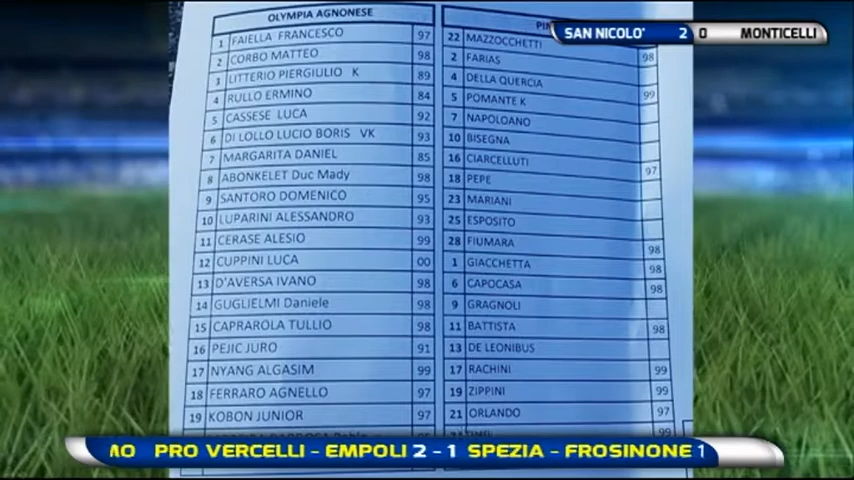 SAN NICOLO' 2 0 MONTICELLI
OLYMPIA AGNONESE
1 FAIELLA FRANCESCO 97
2 CORBO MATTEO 98
3 LITTERIO PIERGIULIO K 89
4 RULLO ERMINO 84
5 CASSESE LUCA 92
6 DI LOLLO LUCIO BORIS VK 93
7 MARGARITA DANIEL 85
8 ABONKELET Duc Mady 98
9 SANTORO DOMENICO 95
10 LUPARINI ALESSANDRO 93
11 CERASE ALESIO 99
12 CUPPINI LUCA 00
13 D'AVERSA IVANO 98
14 GUGLIELMI Daniele 98
15 CAPRAROLA TULLIO 98
16 PEJIC JURO 91
17 NYANG ALGASIM 99
18 FERRARO AGNELLO 97
19 KOBON JUNIOR 97
22 MAZZOCCHETTI
2 FARIAS 98
4 DELLA QUERCIA
5 POMANTE K 99
7 NAPOLOANO
10 BISEGNA
16 CIARCELLUTI
18 PEPE 97
23 MARIANI
25 ESPOSITO
28 FIUMARA
1 GIACCHETTA 98
6 CAPOCASA 98
9 GRAGNOLI 98
11 BATTISTA
13 DE LEONIBUS 98
17 RACHINI
19 ZIPPINI 99
21 ORLANDO 99
97
99
MO PRO VERCELLI - EMPOLI 2 - 1 SPEZIA - FROSINONE 1